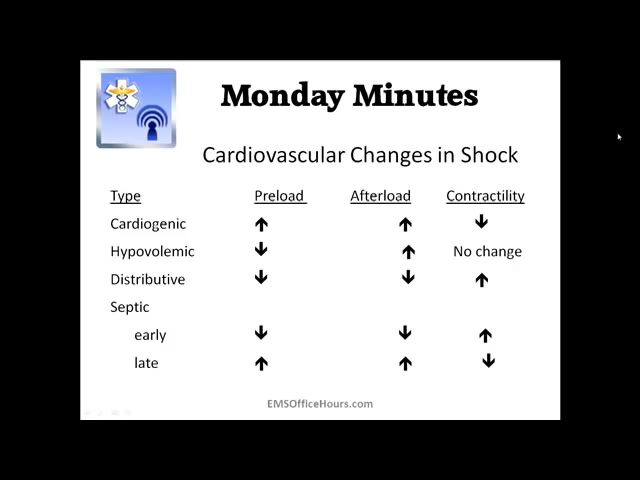 Monday Minutes
Cardiovascular Changes in Shock
Type Preload Afterload Contractility
Cardiogenic ↑ ↑ ↓
Hypovolemic ↓ ↑ No change
Distributive ↓ ↓ ↑
Septic
early ↓ ↓ ↑
late ↑ ↑ ↓
EMSOfficeHours.com